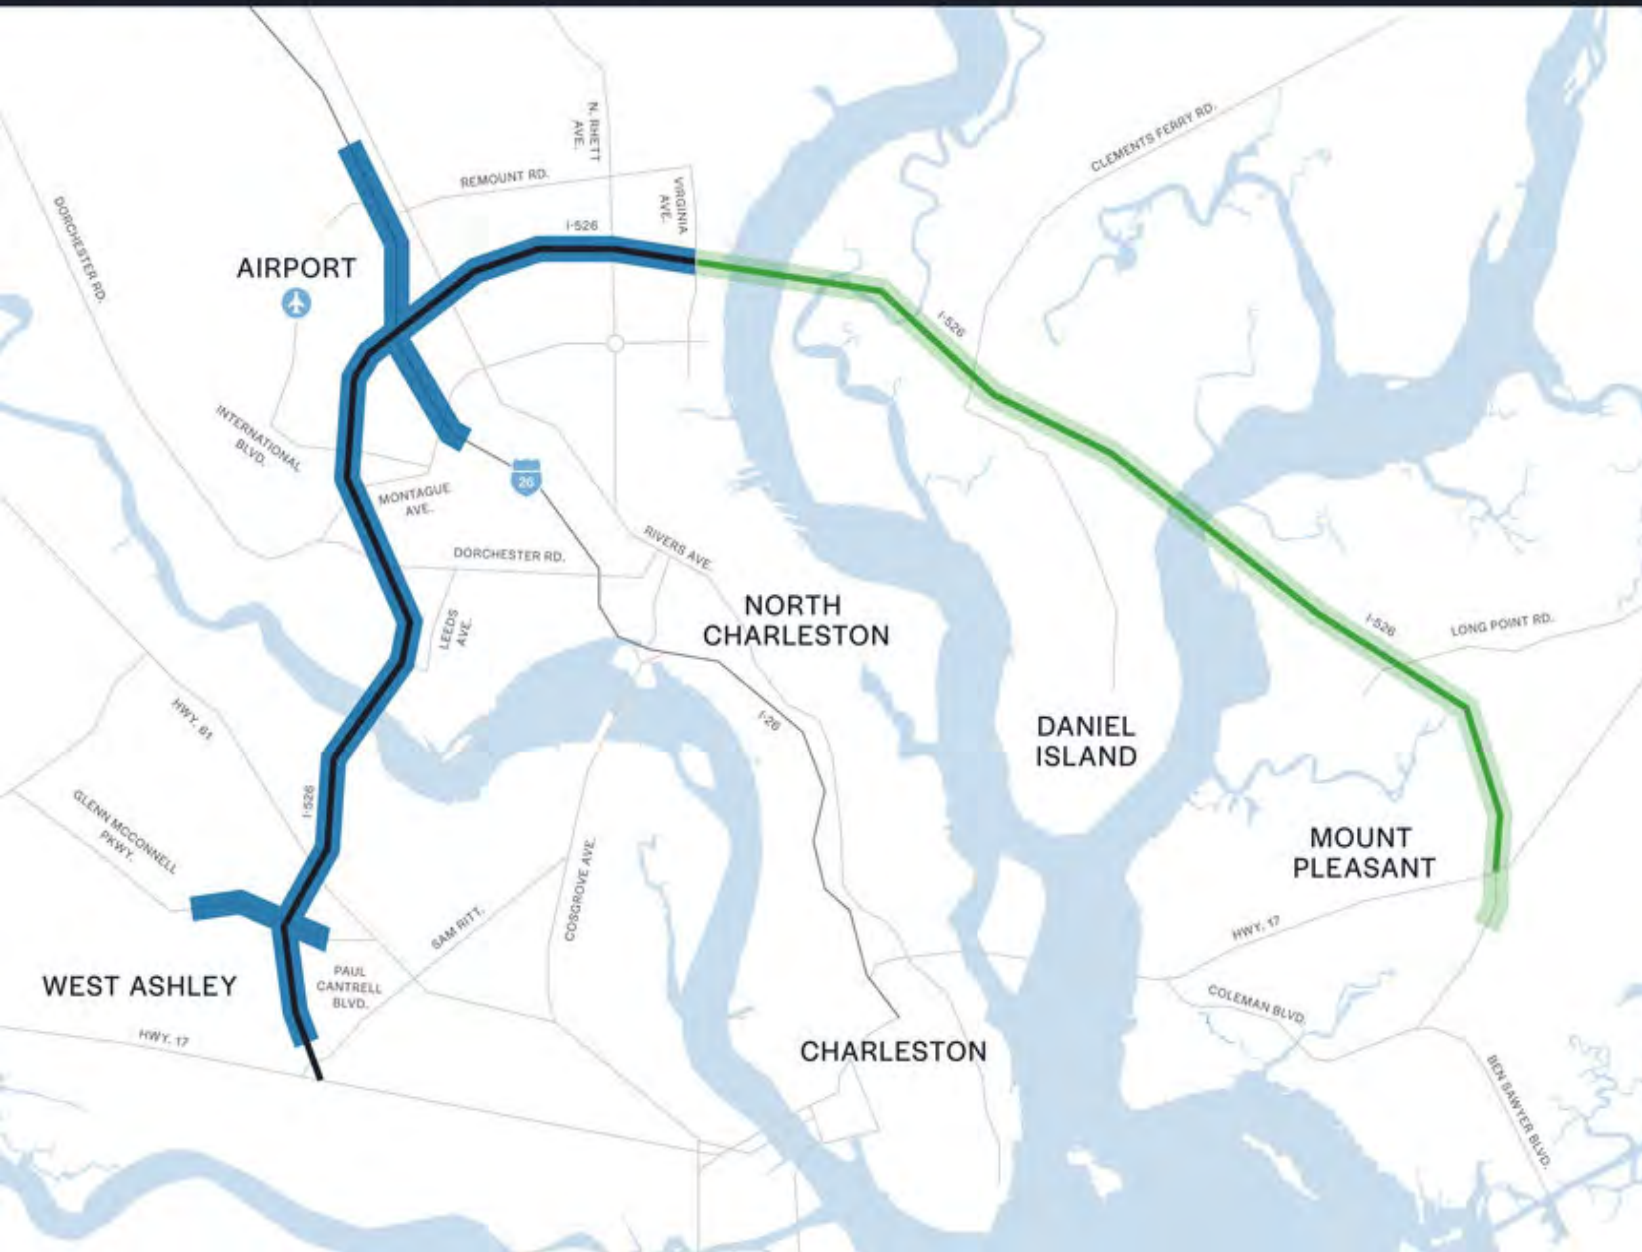 N. RHETT
AVE.
CLEMENTS FERRY RD.
REMOUNT RD.
VIRGINIA
AVE.
DORCHESTER RD.
I-526
AIRPORT
I-526
INTERNATIONAL
BLVD.
26
MONTAGUE
AVE.
RIVERS AVE.
DORCHESTER RD.
NORTH
CHARLESTON
LEEDS
AVE.
I-526
LONG POINT RD.
HWY. 61
I-26
DANIEL
ISLAND
I-526
GLENN MCCONNELL
PKWY.
MOUNT
PLEASANT
COSGROVE AVE.
SAM RITT.
HWY. 17
WEST ASHLEY
PAUL
CANTRELL
BLVD.
COLEMAN BLVD.
HWY. 17
CHARLESTON
BEN SAWYER BLVD.